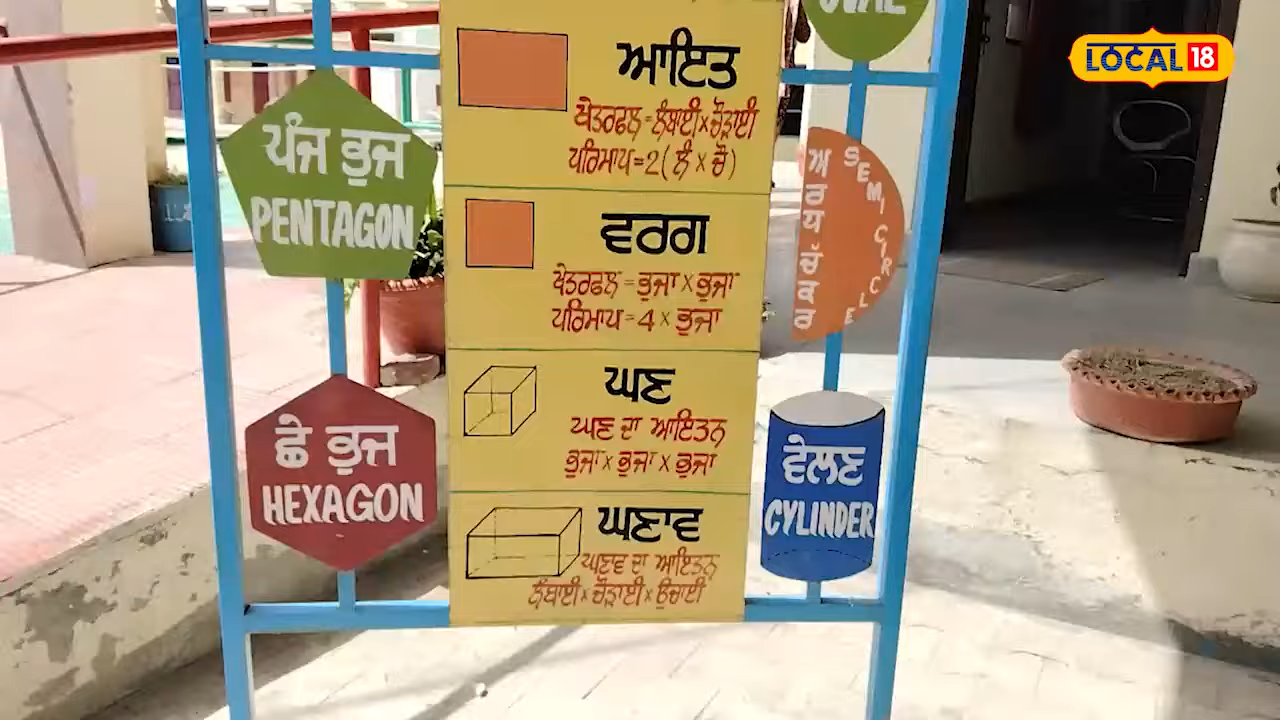 OVAL
LOCAL 18
ਪੰਜ ਭੁਜ
PENTAGON
ਛੇ ਭੁਜ
HEXAGON
ਆਇਤ
ਖੇਤਰਫਲ=ਲੰਬਾਈ×ਚੌੜਾਈ
ਪਰਿਮਾਪ=2(ਲੰ × ਚੌ)
ਵਰਗ
ਖੇਤਰਫਲ=ਭੁਜਾ×ਭੁਜਾ
ਪਰਿਮਾਪ=4×ਭੁਜਾ
ਘਣ
ਘਣ ਦਾ ਆਇਤਨ
ਭੁਜਾ×ਭੁਜਾ×ਭੁਜਾ
ਘਣਾਵ
ਘਣਾਵ ਦਾ ਆਇਤਨ
ਲੰਬਾਈ×ਚੌੜਾਈ×ਉਚਾਈ
ਅਰਧ ਚੱਕਰ
SEMI CIRCLE
ਵੇਲਣ
CYLINDER